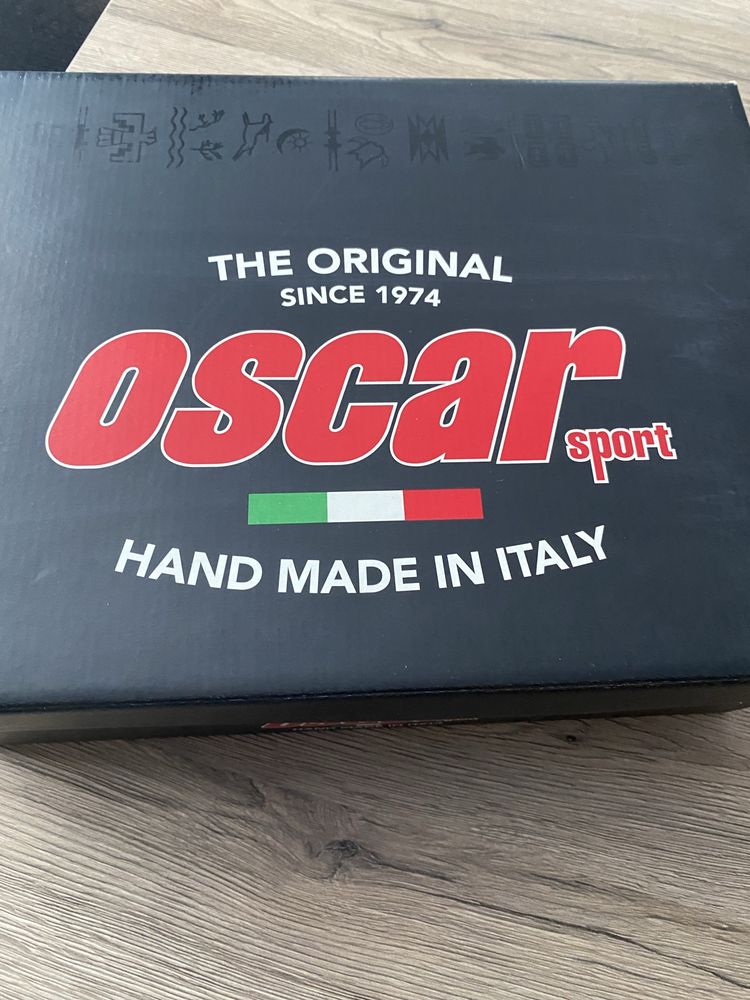 THE ORIGINAL
SINCE 1974
oscar
sport
HAND MADE IN ITALY